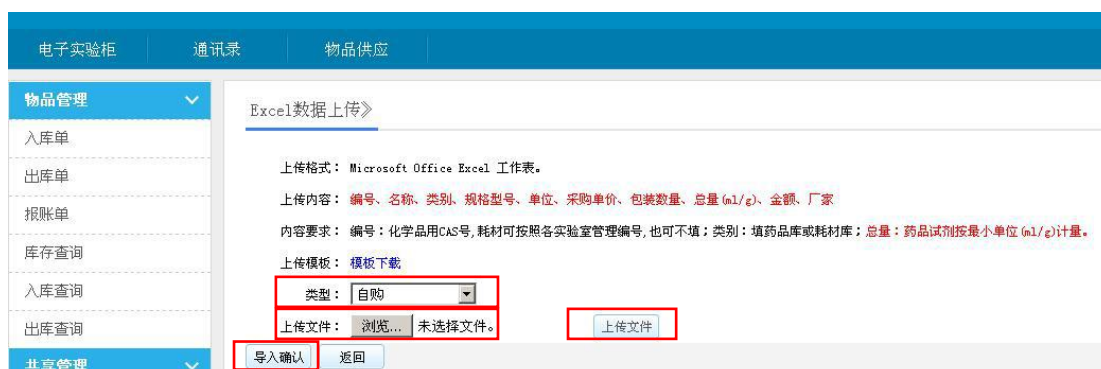 电子实验柜 通讯录 物品供应
物品管理
入库单
出库单
报账单
库存查询
入库查询
出库查询
共享管理
Excel数据上传》
上传格式: Microsoft Office Excel 工作表。
上传内容: 编号、名称、类别、规格型号、单位、采购单价、包装数量、总量(ml/g)、金额、厂家
内容要求: 编号:化学品用CAS号,耗材可按照各实验室管理编号,也可不填;类别:填药品库或耗材库;总量:药品试剂按最小单位(ml/g)计量。
上传模板: 模板下载
类型: 自购
上传文件: 浏览... 未选择文件。 上传文件
导入确认 返回